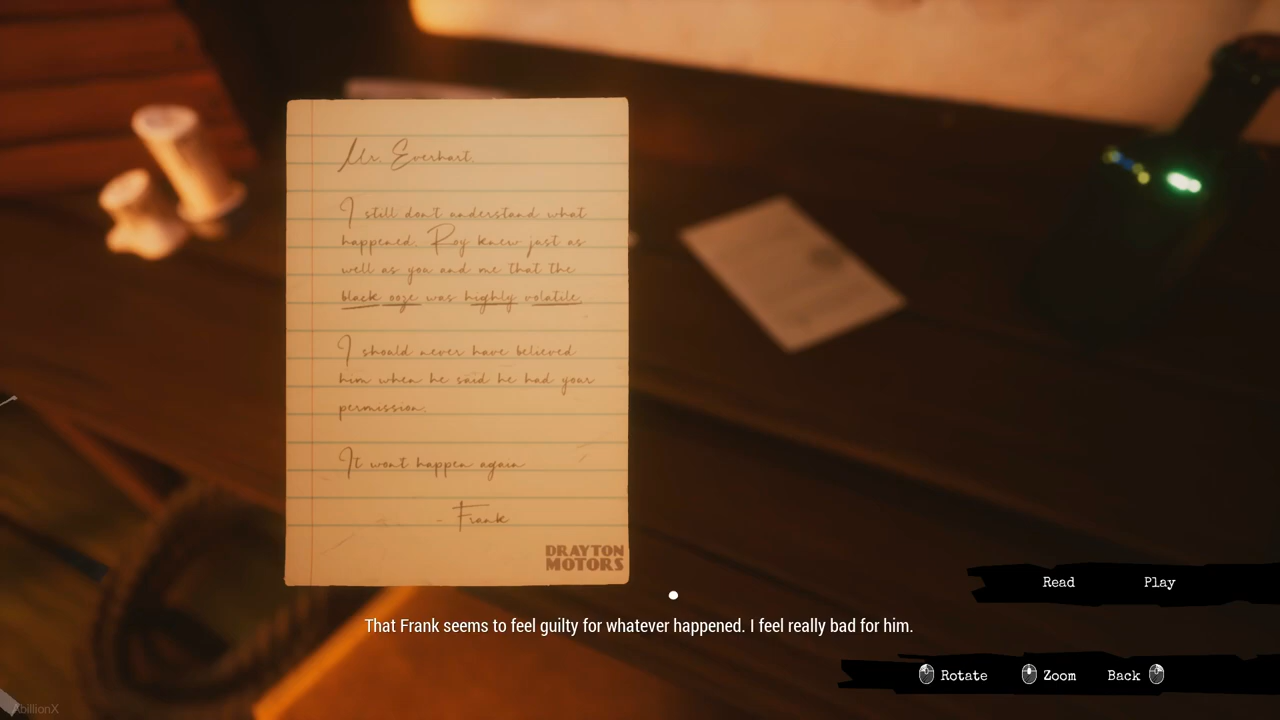 Mr. Everhart.
I still don't understand what
happened. Roy knew just as
well as you and me that the
black ooze was highly volatile.
I should never have believed
him when he said he had your
permission.
It wont happen again
- Frank
DRAYTON
MOTORS
Read Play
That Frank seems to feel guilty for whatever happened. I feel really bad for him.
Rotate Zoom Back
AbillionX